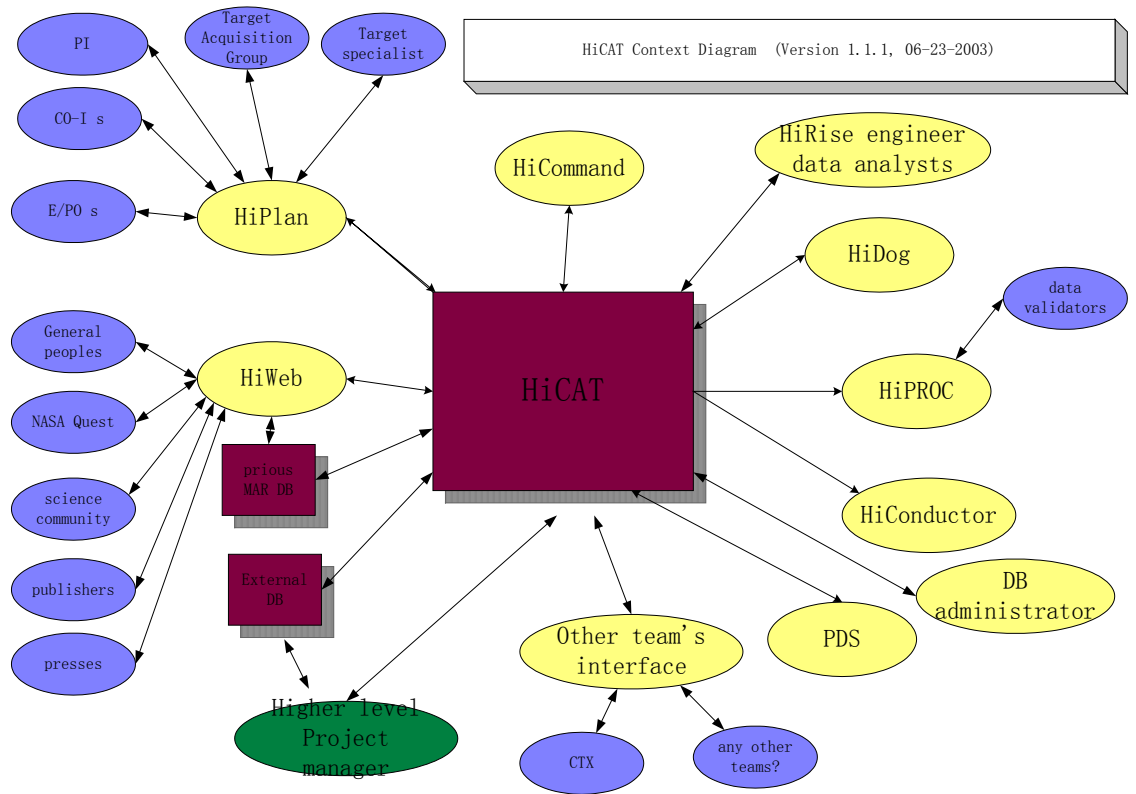 PI
Target
Acquisition
Group
Target
specialist
HiCAT Context Diagram (Version 1.1.1, 06-23-2003)
CO-I s
HiCommand
HiRise engineer
data analysts
E/PO s
HiPlan
HiDog
data
validators
General
peoples
HiWeb
HiCAT
HiPROC
NASA Quest
prious
MAR DB
science
community
HiConductor
publishers
External
DB
DB
administrator
presses
Other team's
interface
PDS
Higher level
Project
manager
CTX
any other
teams?